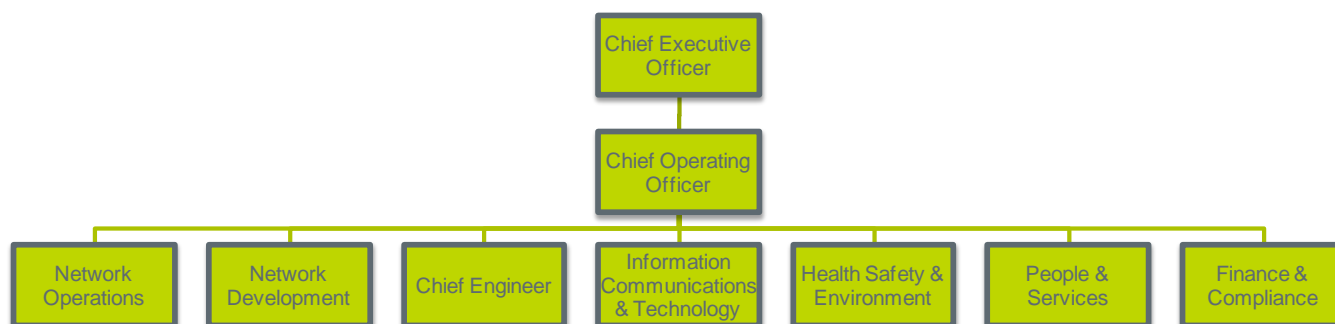 Chief Executive
Officer
Chief Operating
Officer
Network
Operations
Network
Development
Chief Engineer
Information
Communications
& Technology
Health Safety &
Environment
People &
Services
Finance &
Compliance